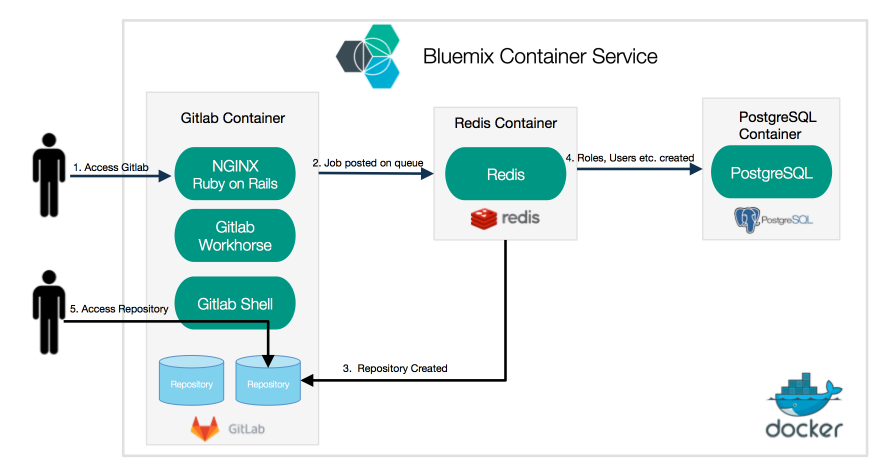 Bluemix Container Service
Gitlab Container
NGINX
Ruby on Rails
Gitlab
Workhorse
Gitlab Shell
Repository
Repository
GitLab
1. Access Gitlab
2. Job posted on queue
Redis Container
Redis
redis
4. Roles, Users etc. created
PostgreSQL
Container
PostgreSQL
PostgreSQL
5. Access Repository
3. Repository Created
docker